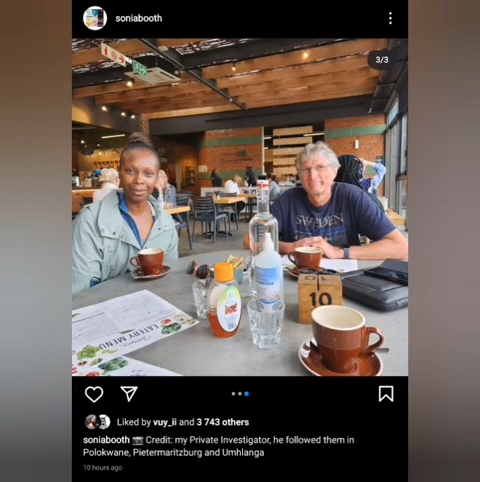 soniabooth
3/3
SWEDEN
EATERY MENU
10
Liked by vuy_ii and 3 743 others
soniabooth 📷 Credit: my Private Investigator, he followed them in
Polokwane, Pietermaritzburg and Umhlanga
10 hours ago